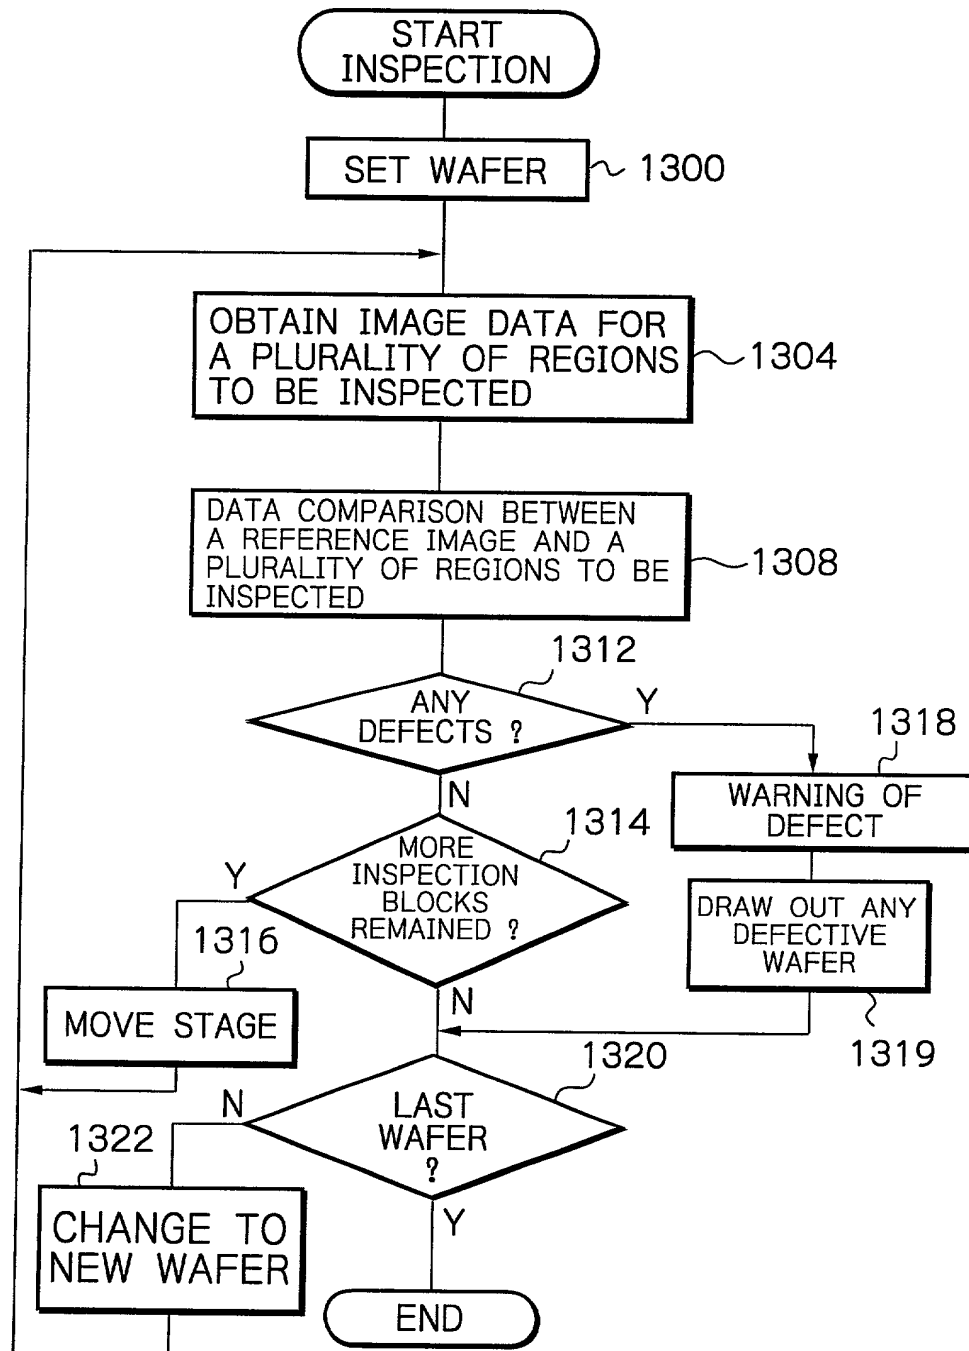 START
INSPECTION
SET WAFER
1300
OBTAIN IMAGE DATA FOR
A PLURALITY OF REGIONS
TO BE INSPECTED
1304
DATA COMPARISON BETWEEN
A REFERENCE IMAGE AND A
PLURALITY OF REGIONS TO BE
INSPECTED
1308
1312
ANY
DEFECTS ?
Y
N
1318
WARNING OF
DEFECT
1314
MORE
INSPECTION
BLOCKS
REMAINED ?
Y
N
DRAW OUT ANY
DEFECTIVE
WAFER
1319
1316
MOVE STAGE
1320
LAST
WAFER
?
N
Y
1322
CHANGE TO
NEW WAFER
END